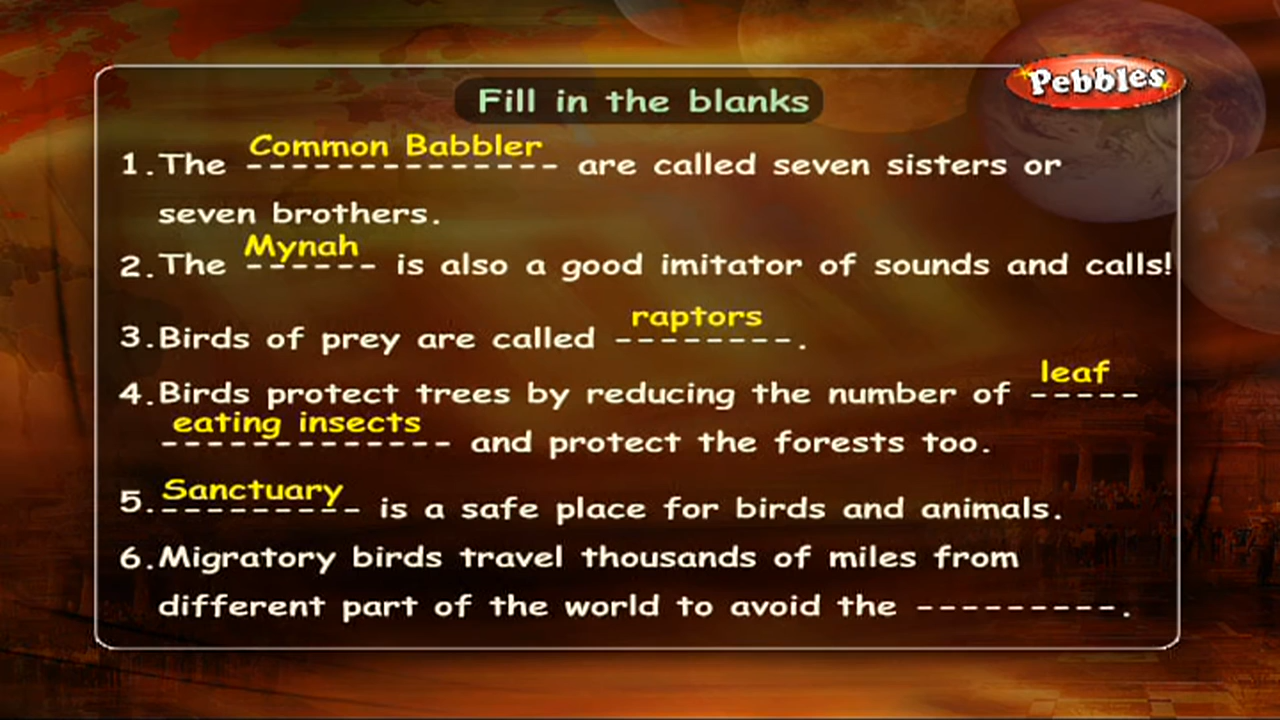 Pebbles
Fill in the blanks
1. The Common Babbler are called seven sisters or
seven brothers.
2. The Mynah is also a good imitator of sounds and calls!
3. Birds of prey are called raptors.
4. Birds protect trees by reducing the number of leaf
eating insects and protect the forests too.
5. Sanctuary is a safe place for birds and animals.
6. Migratory birds travel thousands of miles from
different part of the world to avoid the ---------.